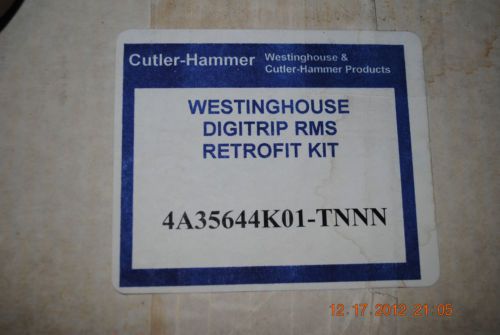 Cutler-Hammer
Westinghouse &
Cutler-Hammer Products
WESTINGHOUSE
DIGITRIP RMS
RETROFIT KIT
4A35644K01-TNNN
12.17.2012 21:05